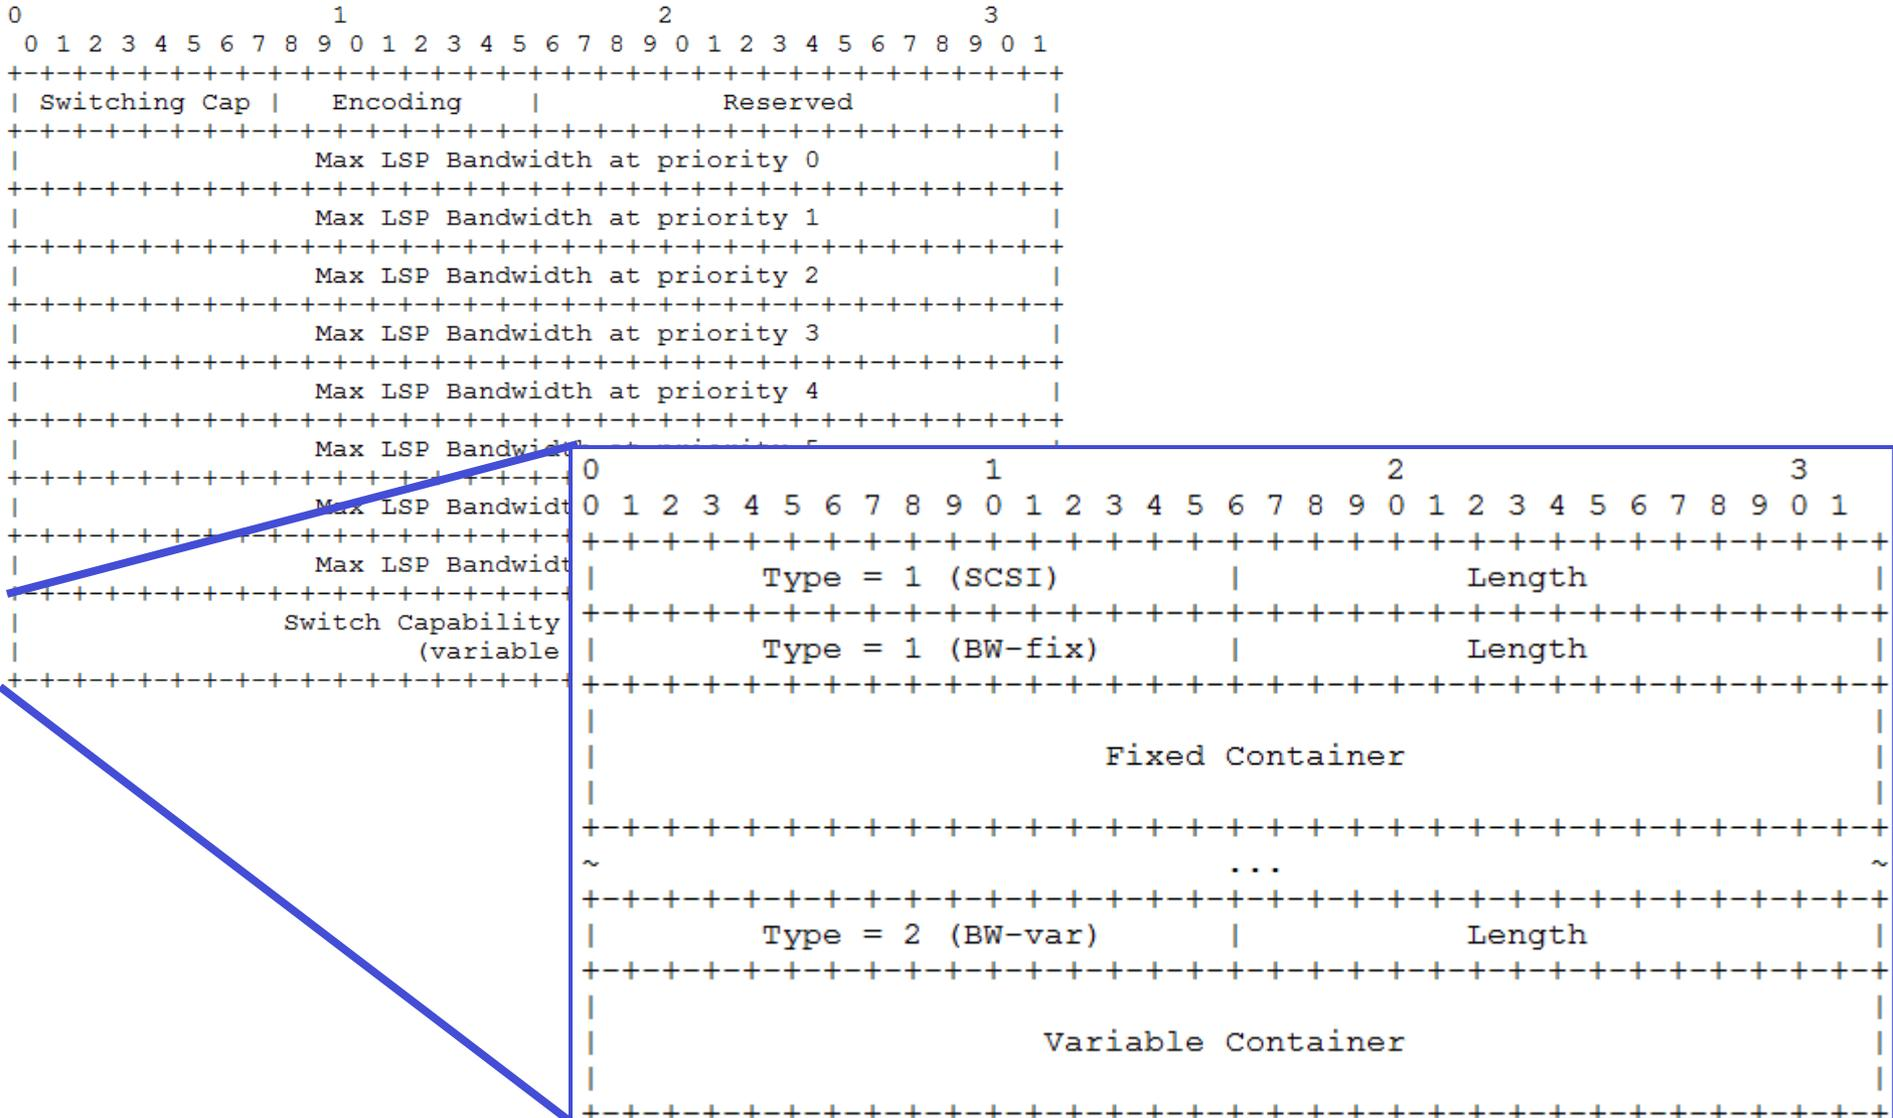 0                   1                   2                   3
 0 1 2 3 4 5 6 7 8 9 0 1 2 3 4 5 6 7 8 9 0 1 2 3 4 5 6 7 8 9 0 1
+-+-+-+-+-+-+-+-+-+-+-+-+-+-+-+-+-+-+-+-+-+-+-+-+-+-+-+-+-+-+-+-+
| Switching Cap |   Encoding    |           Reserved            |
+-+-+-+-+-+-+-+-+-+-+-+-+-+-+-+-+-+-+-+-+-+-+-+-+-+-+-+-+-+-+-+-+
|                  Max LSP Bandwidth at priority 0              |
+-+-+-+-+-+-+-+-+-+-+-+-+-+-+-+-+-+-+-+-+-+-+-+-+-+-+-+-+-+-+-+-+
|                  Max LSP Bandwidth at priority 1              |
+-+-+-+-+-+-+-+-+-+-+-+-+-+-+-+-+-+-+-+-+-+-+-+-+-+-+-+-+-+-+-+-+
|                  Max LSP Bandwidth at priority 2              |
+-+-+-+-+-+-+-+-+-+-+-+-+-+-+-+-+-+-+-+-+-+-+-+-+-+-+-+-+-+-+-+-+
|                  Max LSP Bandwidth at priority 3              |
+-+-+-+-+-+-+-+-+-+-+-+-+-+-+-+-+-+-+-+-+-+-+-+-+-+-+-+-+-+-+-+-+
|                  Max LSP Bandwidth at priority 4              |
+-+-+-+-+-+-+-+-+-+-+-+-+-+-+-+-+-+-+-+-+-+-+-+-+-+-+-+-+-+-+-+-+
|                  Max LSP Bandwidth
+-+-+-+-+-+-+-+-+-+-+-+-+-+-+-+-+-+
|                  Max LSP Bandwidt
+-+-+-+-+-+-+-+-+-+-+-+-+-+-+-+-+-+
|                  Max LSP Bandwidt
+-+-+-+-+-+-+-+-+-+-+-+-+-+-+-+-+-+
|                Switch Capability
|                        (variable
+-+-+-+-+-+-+-+-+-+-+-+-+-+-+-+-+-+
0                   1                   2                   3
0 1 2 3 4 5 6 7 8 9 0 1 2 3 4 5 6 7 8 9 0 1 2 3 4 5 6 7 8 9 0 1
+-+-+-+-+-+-+-+-+-+-+-+-+-+-+-+-+-+-+-+-+-+-+-+-+-+-+-+-+-+-+-+-+
|        Type = 1 (SCSI)        |           Length              |
+-+-+-+-+-+-+-+-+-+-+-+-+-+-+-+-+-+-+-+-+-+-+-+-+-+-+-+-+-+-+-+-+
|        Type = 1 (BW-fix)      |           Length              |
+-+-+-+-+-+-+-+-+-+-+-+-+-+-+-+-+-+-+-+-+-+-+-+-+-+-+-+-+-+-+-+-+
|                                                               |
|                         Fixed Container                       |
|                                                               |
+-+-+-+-+-+-+-+-+-+-+-+-+-+-+-+-+-+-+-+-+-+-+-+-+-+-+-+-+-+-+-+-+
~                               ...                             ~
+-+-+-+-+-+-+-+-+-+-+-+-+-+-+-+-+-+-+-+-+-+-+-+-+-+-+-+-+-+-+-+-+
|        Type = 2 (BW-var)      |           Length              |
+-+-+-+-+-+-+-+-+-+-+-+-+-+-+-+-+-+-+-+-+-+-+-+-+-+-+-+-+-+-+-+-+
|                                                               |
|                      Variable Container                       |
|                                                               |
+-+-+-+-+-+-+-+-+-+-+-+-+-+-+-+-+-+-+-+-+-+-+-+-+-+-+-+-+-+-+-+-+